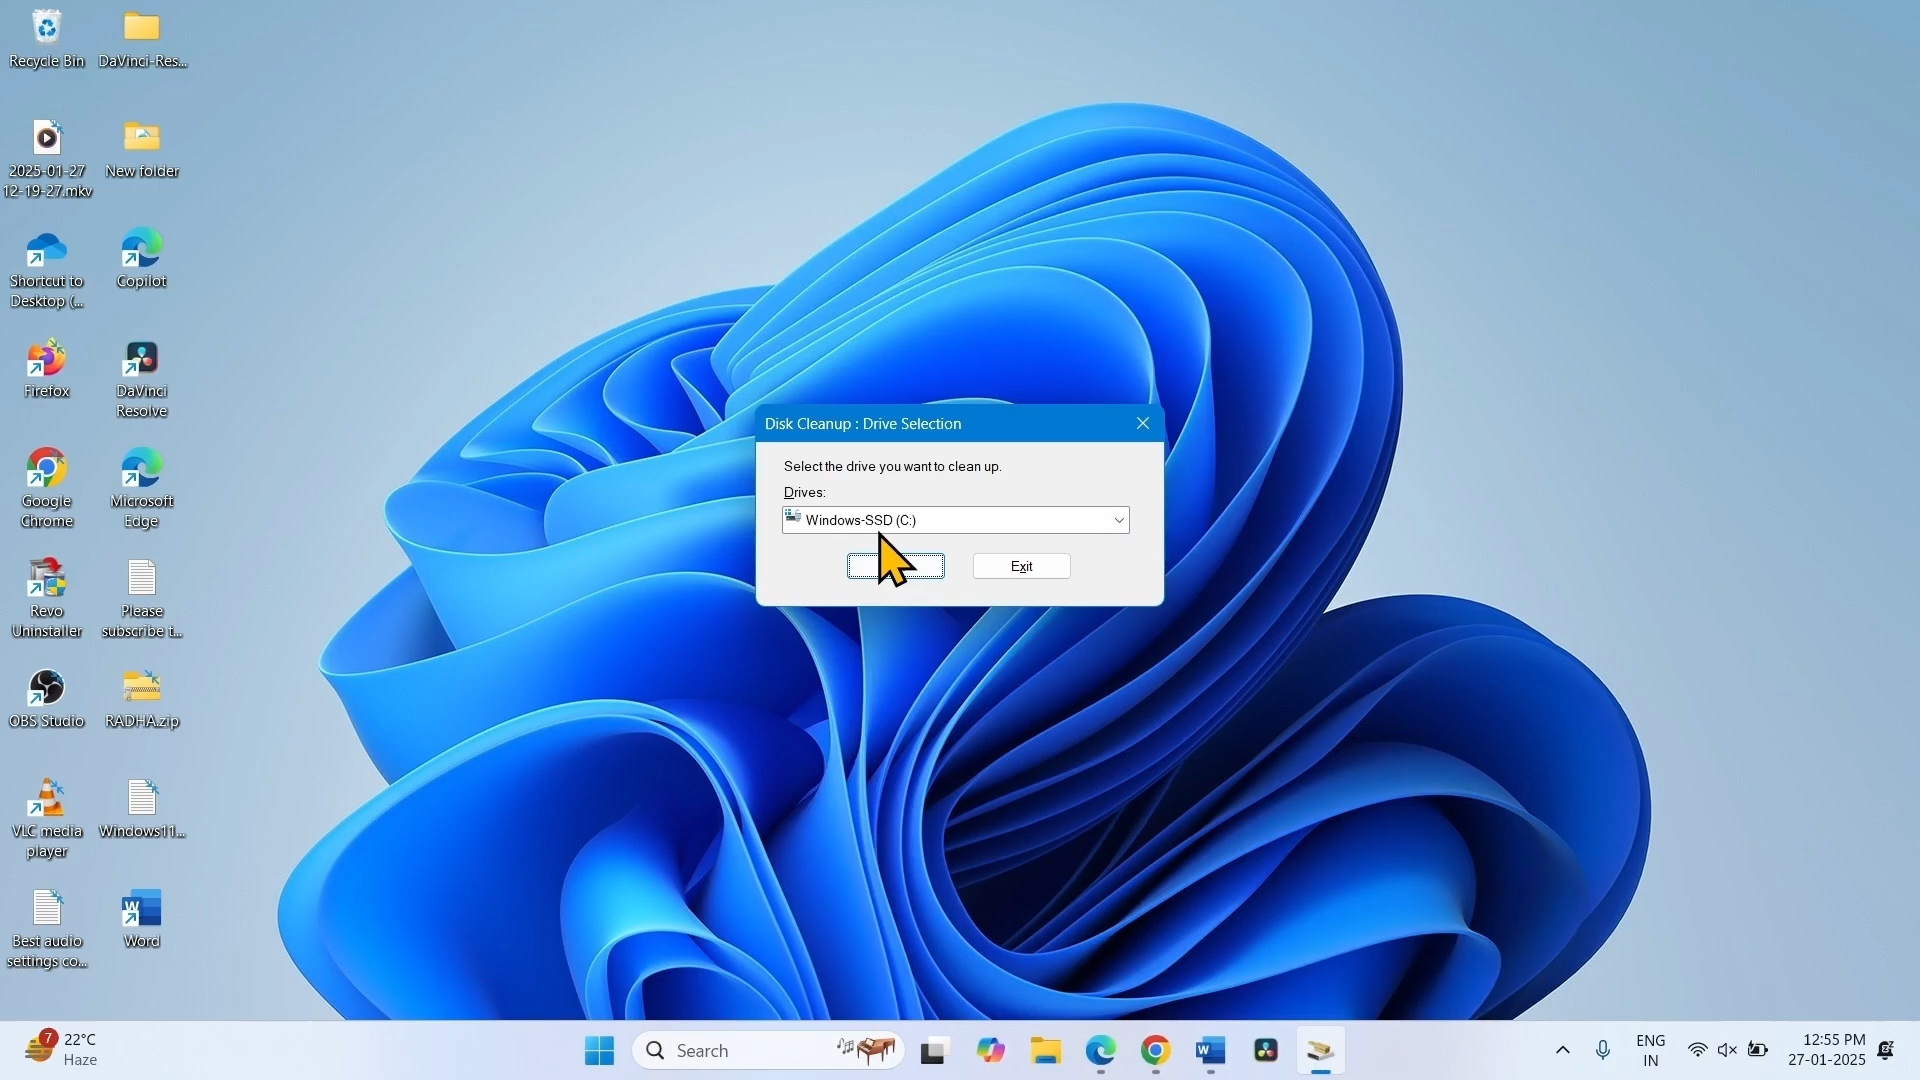 Recycle Bin
DaVinci-Res...
2025-01-27
12-19-27.mkv
New folder
Shortcut to
Desktop (...
Copilot
Firefox
DaVinci
Resolve
Google
Chrome
Microsoft
Edge
Revo
Uninstaller
Please
subscribe t...
OBS Studio
RADHA.zip
VLC media
player
Windows11...
Best audio
settings co...
W
Word
Disk Cleanup : Drive Selection
Select the drive you want to clean up.
Drives:
Windows-SSD (C:)
Exit
7
22°C
Haze
Search
W
ENG
IN
12:55 PM
27-01-2025